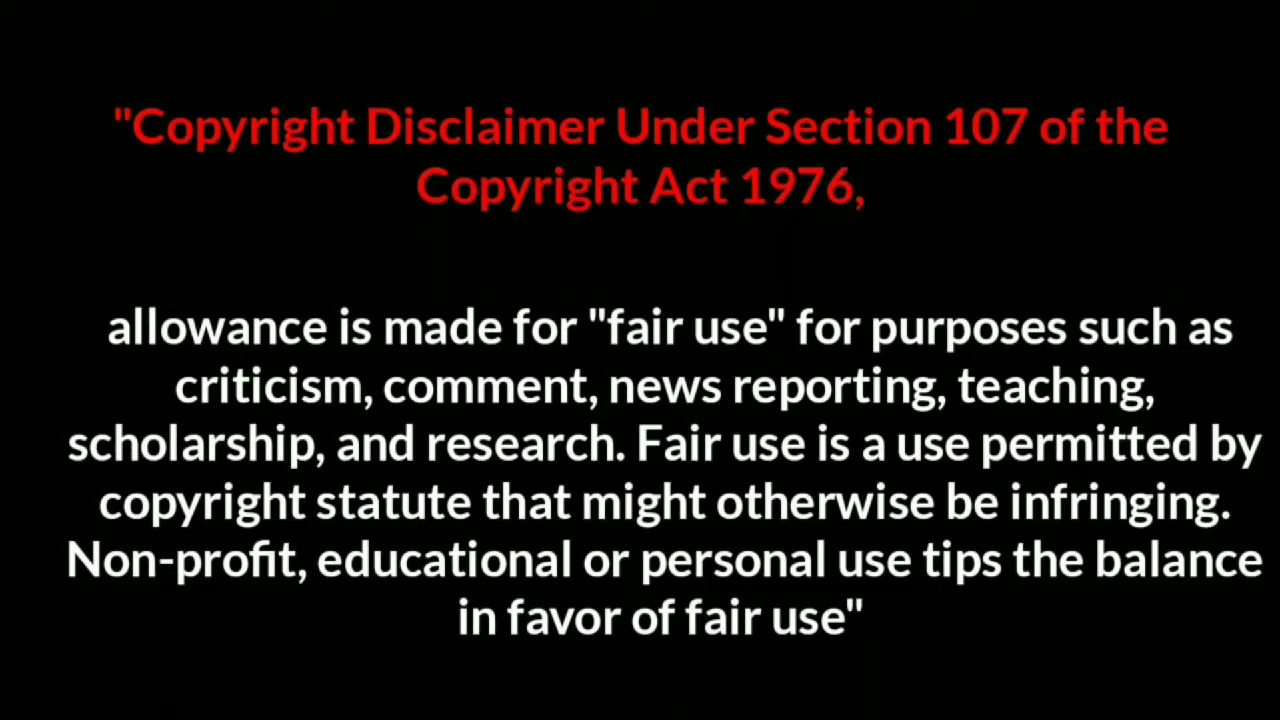 "Copyright Disclaimer Under Section 107 of the
Copyright Act 1976,
allowance is made for "fair use" for purposes such as
criticism, comment, news reporting, teaching,
scholarship, and research. Fair use is a use permitted by
copyright statute that might otherwise be infringing.
Non-profit, educational or personal use tips the balance
in favor of fair use"